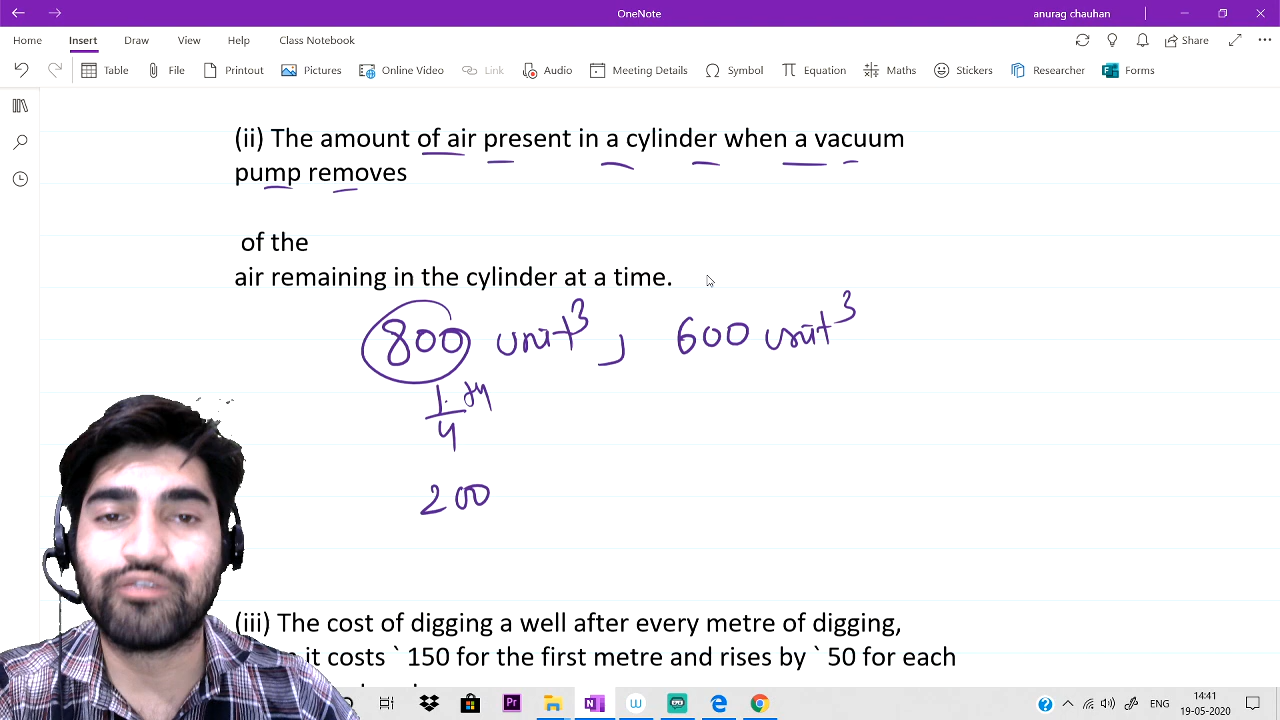 OneNote
anurag chauhan
Home Insert Draw View Help Class Notebook
Share
Table File Printout Pictures Online Video Link Audio Meeting Details Symbol Equation Maths Stickers Researcher Forms
(ii) The amount of air present in a cylinder when a vacuum
pump removes
of the
air remaining in the cylinder at a time.
800 unit³, 600 unit³
1/4
200
(iii) The cost of digging a well after every metre of digging,
it costs ` 150 for the first metre and rises by ` 50 for each
ENG
14:41
19-05-2020